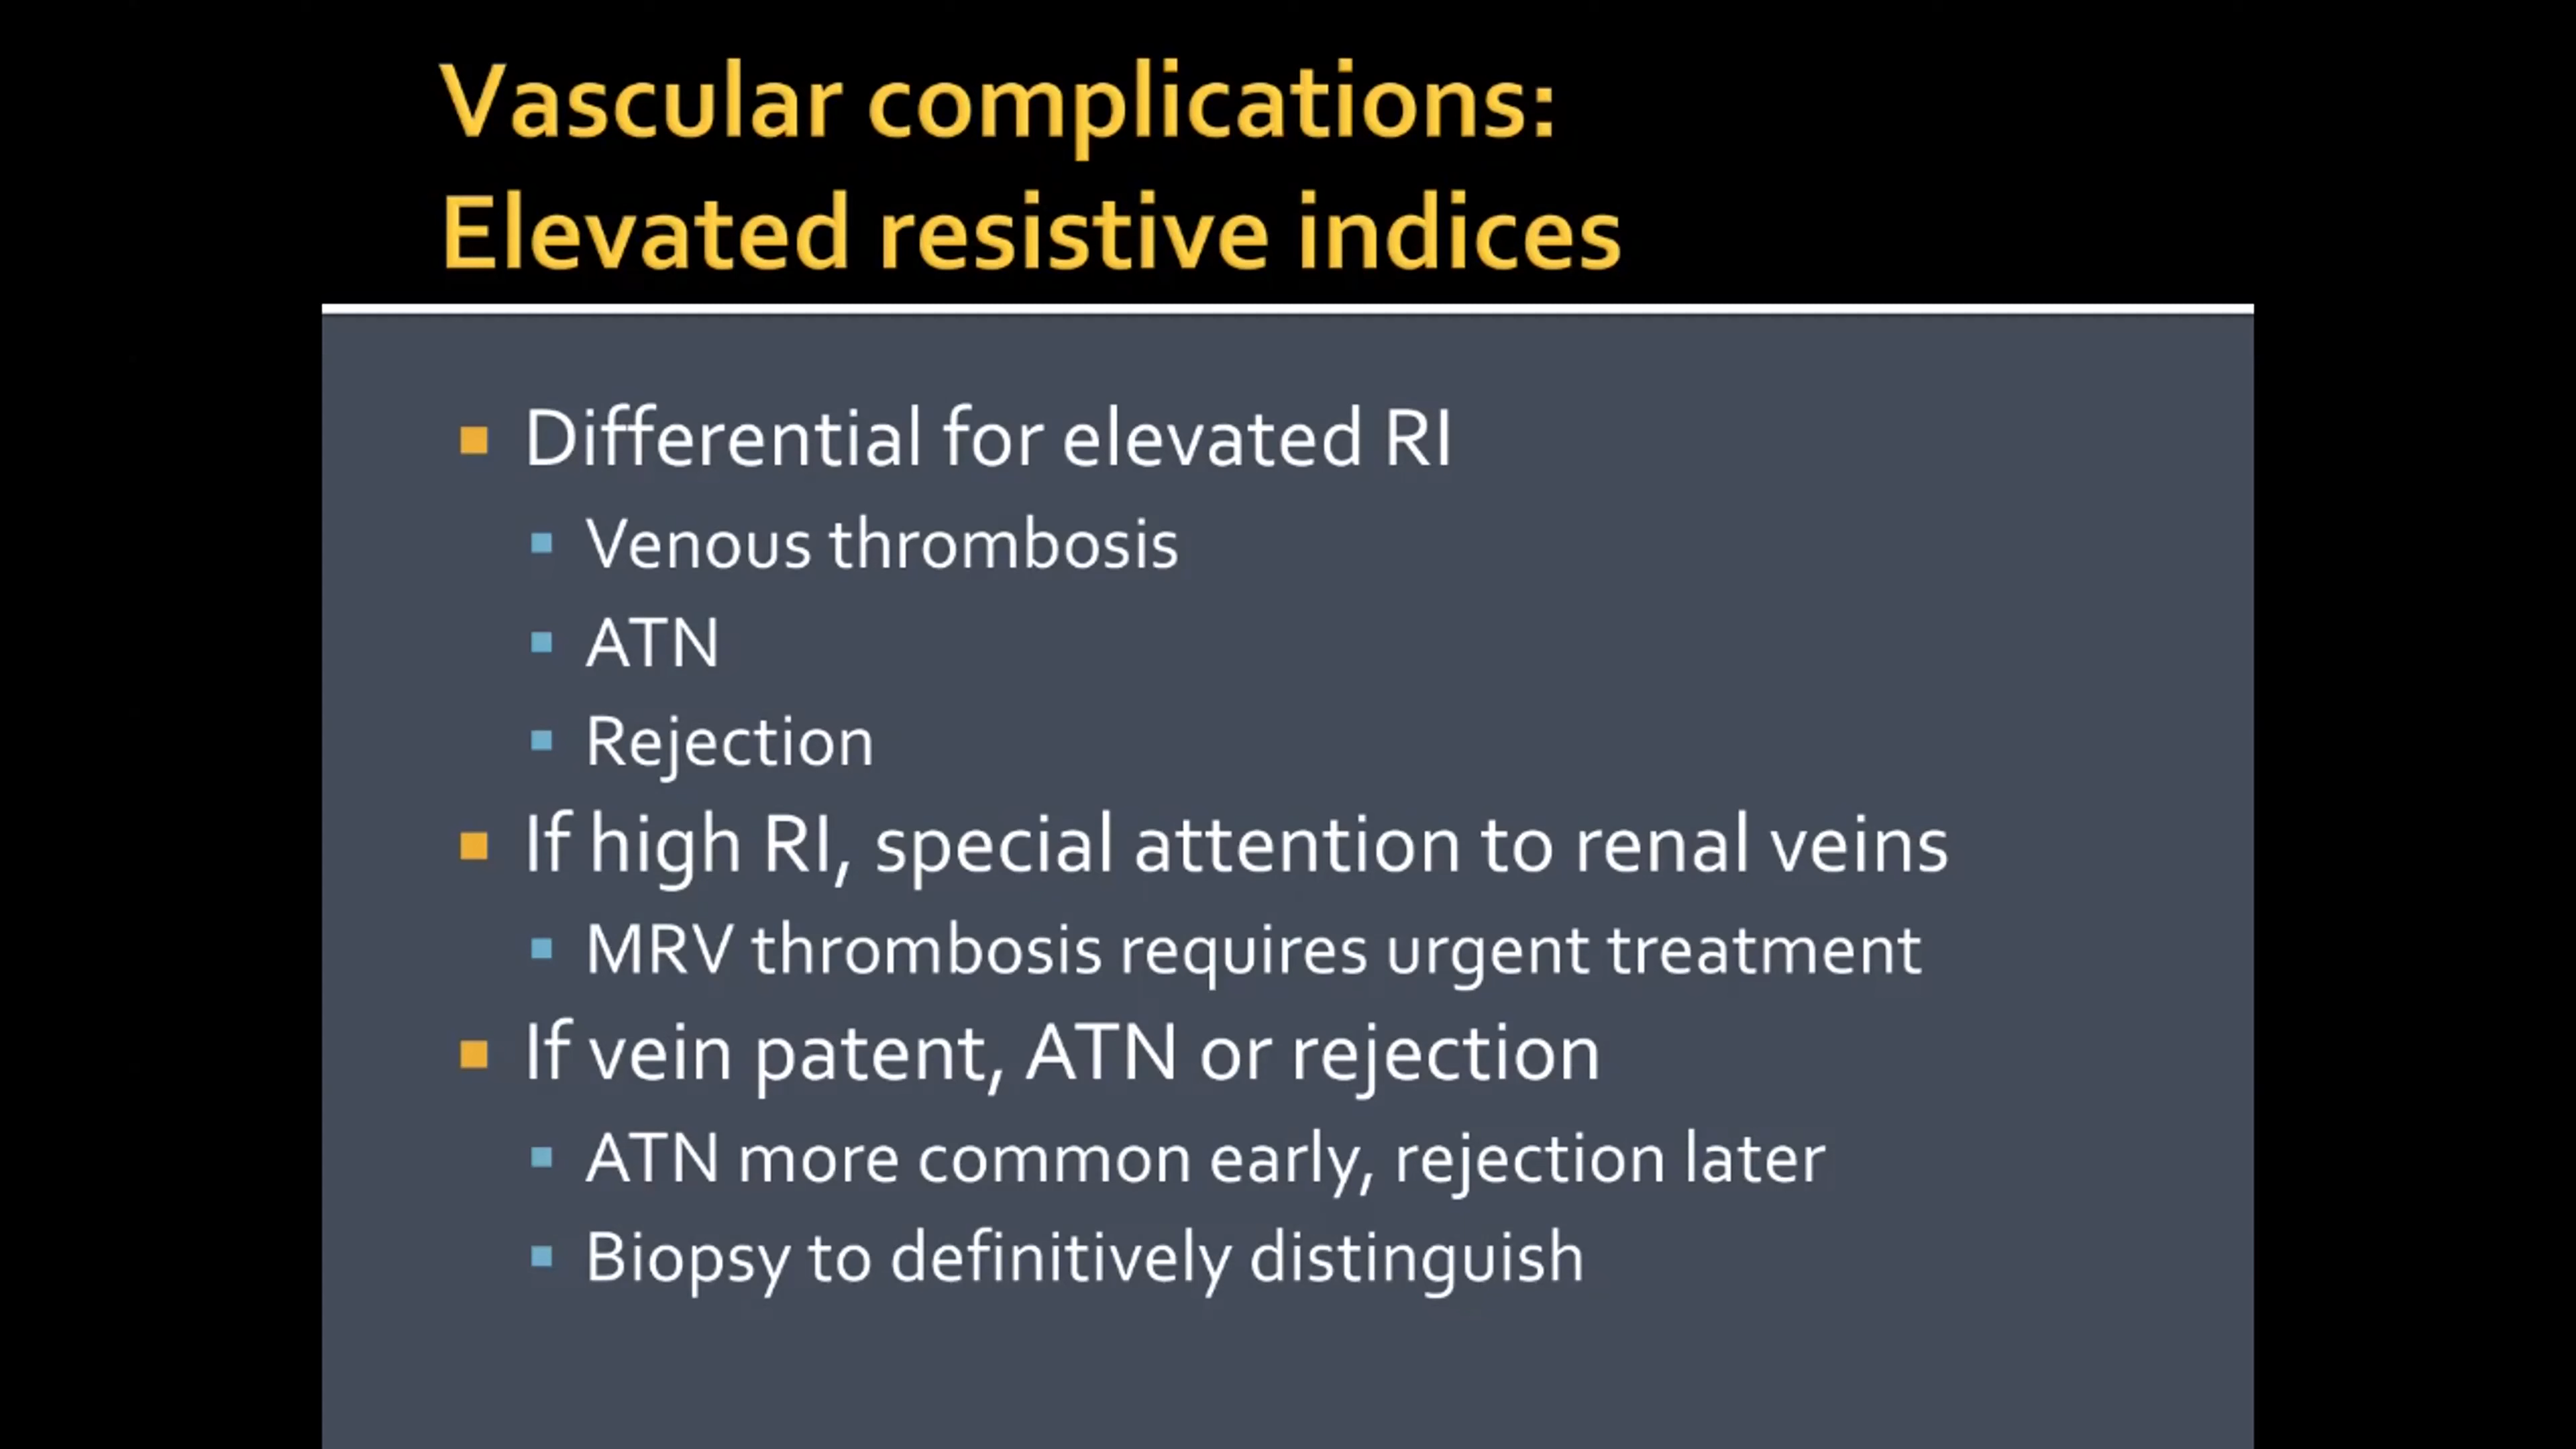 Vascular complications:
Elevated resistive indices
Differential for elevated RI
Venous thrombosis
ATN
Rejection
If high RI, special attention to renal veins
MRV thrombosis requires urgent treatment
If vein patent, ATN or rejection
ATN more common early, rejection later
Biopsy to definitively distinguish